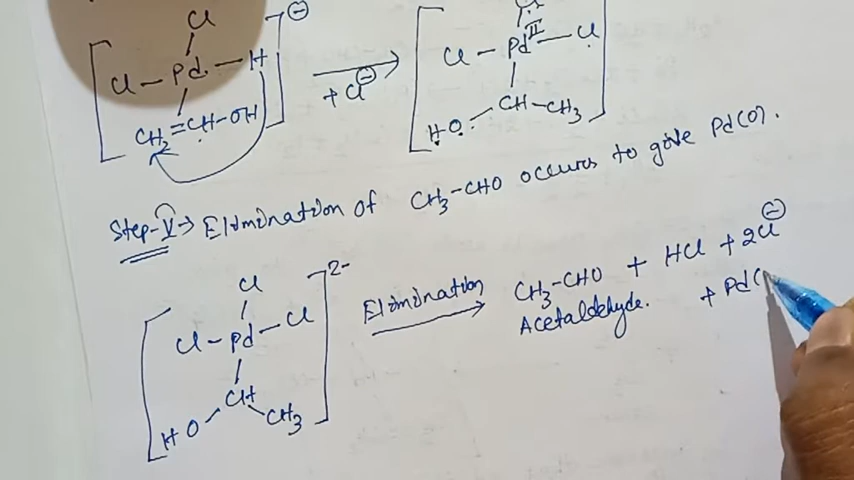 Cl ⊖ Cl
Cl - Pd - H → Cl - Pd^II - Cl
+ Cl⊖
CH2 = CH - OH CH - CH3
HO
Step-V → Elimination of CH3-CHO occurs to give Pd(0).
Cl 2-
Cl - Pd - Cl Elimination → CH3-CHO + HCl + 2Cl⊖
Acetaldehyde. + Pd(
CH
HO CH3